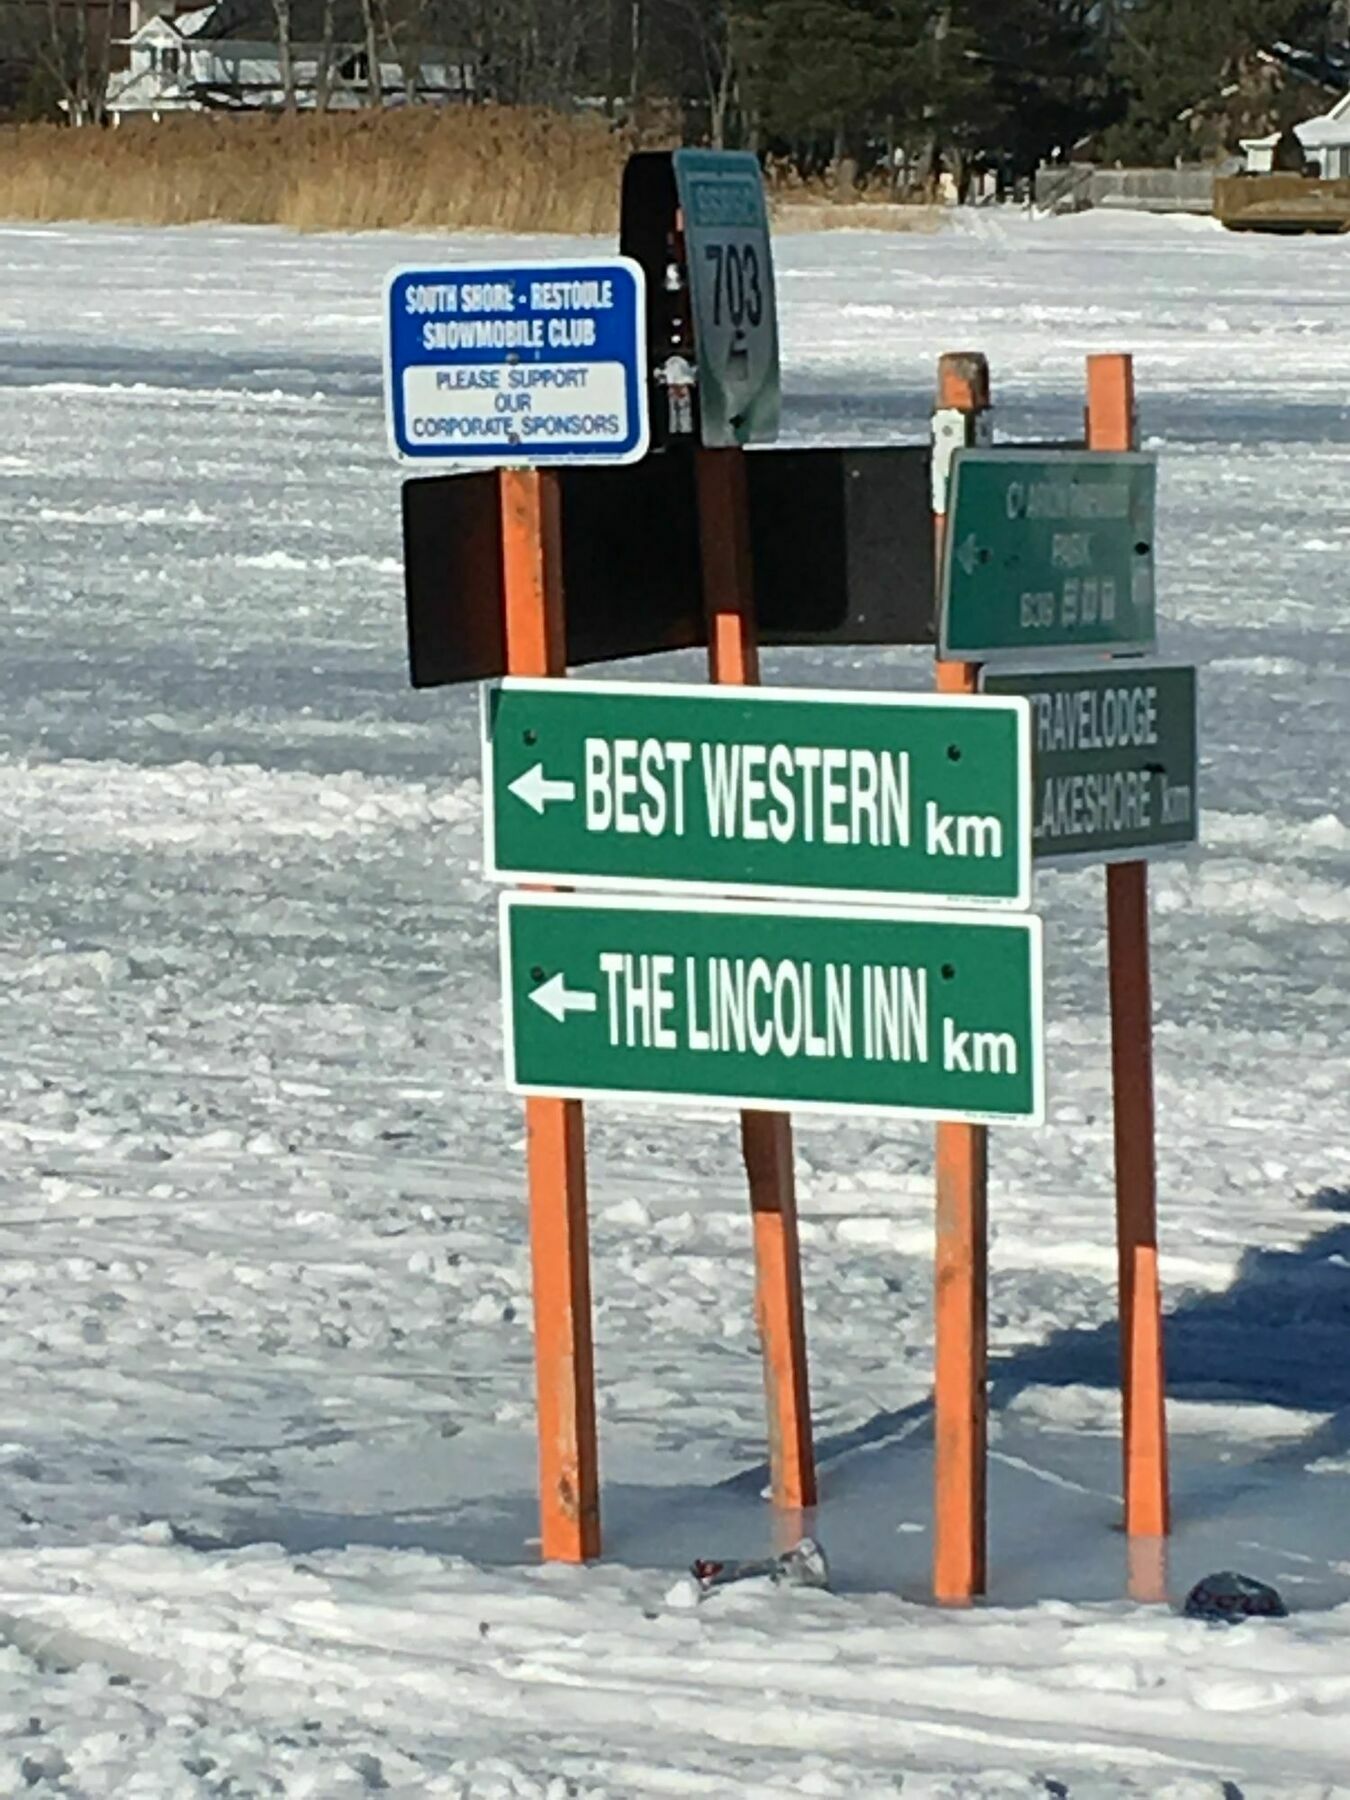 703
SOUTH SHORE - RESTOULE
SNOWMOBILE CLUB
PLEASE SUPPORT
OUR
CORPORATE SPONSORS
PARK
TRAVELODGE
LAKESHORE km
BEST WESTERN km
THE LINCOLN INN km